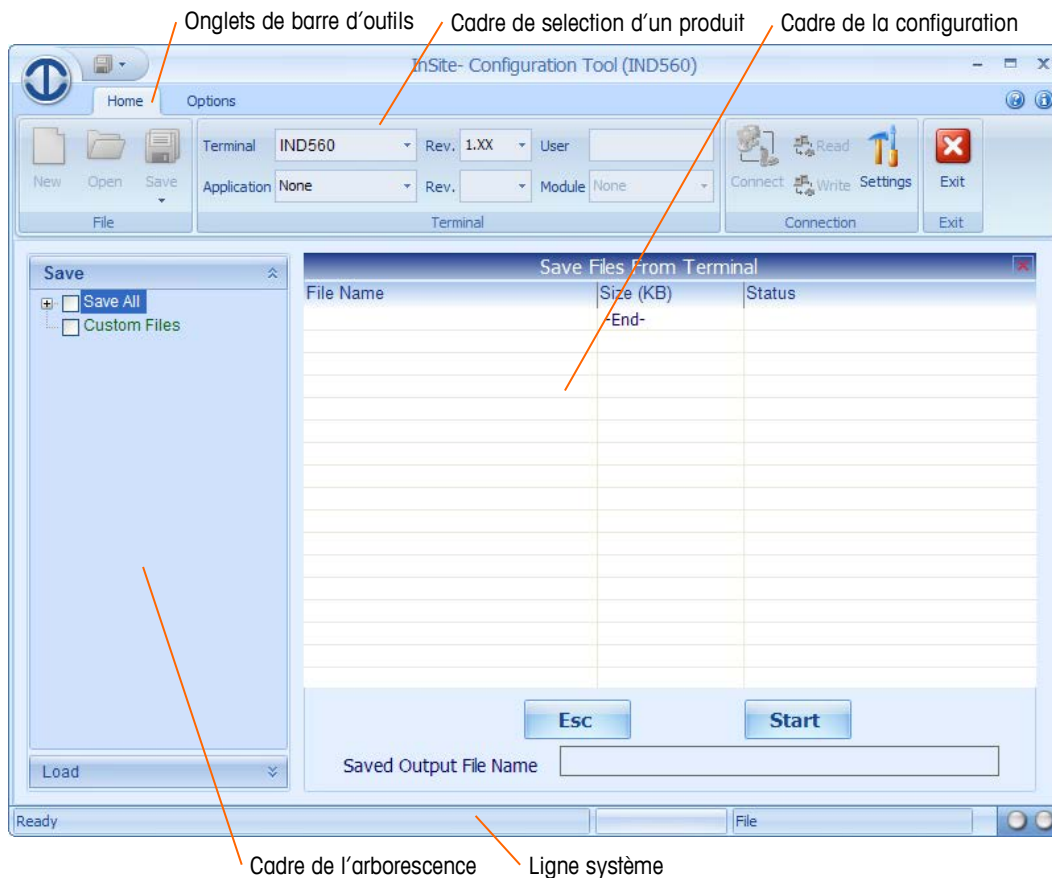 Onglets de barre d'outils Cadre de selection d'un produit Cadre de la configuration
InSite- Configuration Tool (IND560)
Home Options
New Open Save
File
Terminal IND560 Rev. 1.XX User
Application None Rev. Module None
Terminal
Connect Read Write Settings
Connection
Exit
Exit
Save
Save All
Custom Files
Load
Save Files From Terminal
File Name Size (KB) Status
-End-
Esc Start
Saved Output File Name
Ready File
Cadre de l'arborescence Ligne système